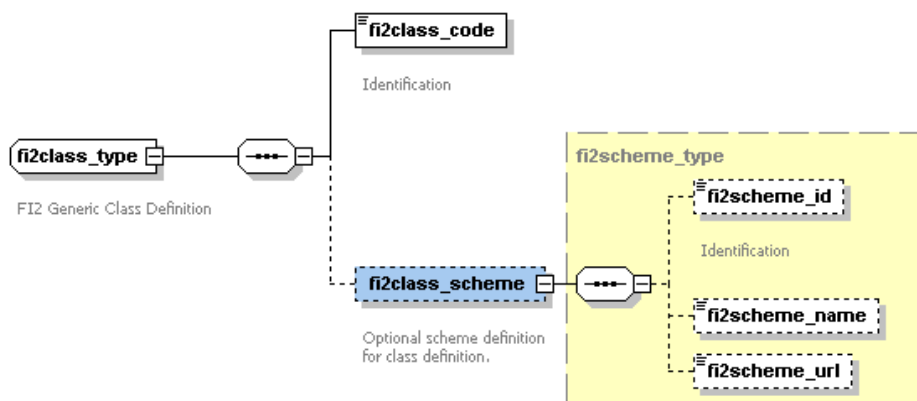 fi2class_code
Identification
fi2class_type
FI2 Generic Class Definition
fi2scheme_type
fi2scheme_id
Identification
fi2class_scheme
Optional scheme definition
for class definition.
fi2scheme_name
fi2scheme_url